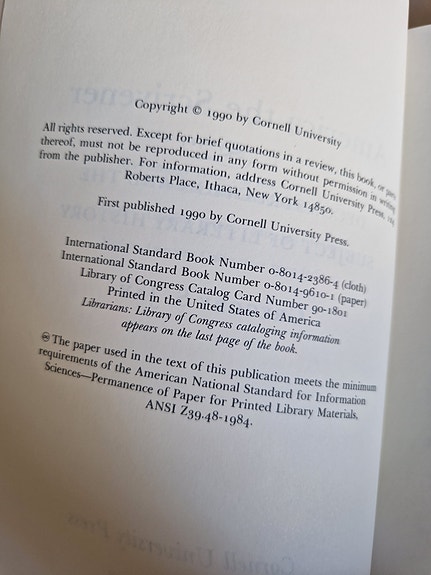 Copyright © 1990 by Cornell University
All rights reserved. Except for brief quotations in a review, this book, or parts
thereof, must not be reproduced in any form without permission in writing
from the publisher. For information, address Cornell University Press, 124
Roberts Place, Ithaca, New York 14850.
First published 1990 by Cornell University Press.
International Standard Book Number 0-8014-2386-4 (cloth)
International Standard Book Number 0-8014-9610-1 (paper)
Library of Congress Catalog Card Number 90-1801
Printed in the United States of America
Librarians: Library of Congress cataloging information
appears on the last page of the book.
♾ The paper used in the text of this publication meets the minimum
requirements of the American National Standard for Information
Sciences—Permanence of Paper for Printed Library Materials,
ANSI Z39.48-1984.